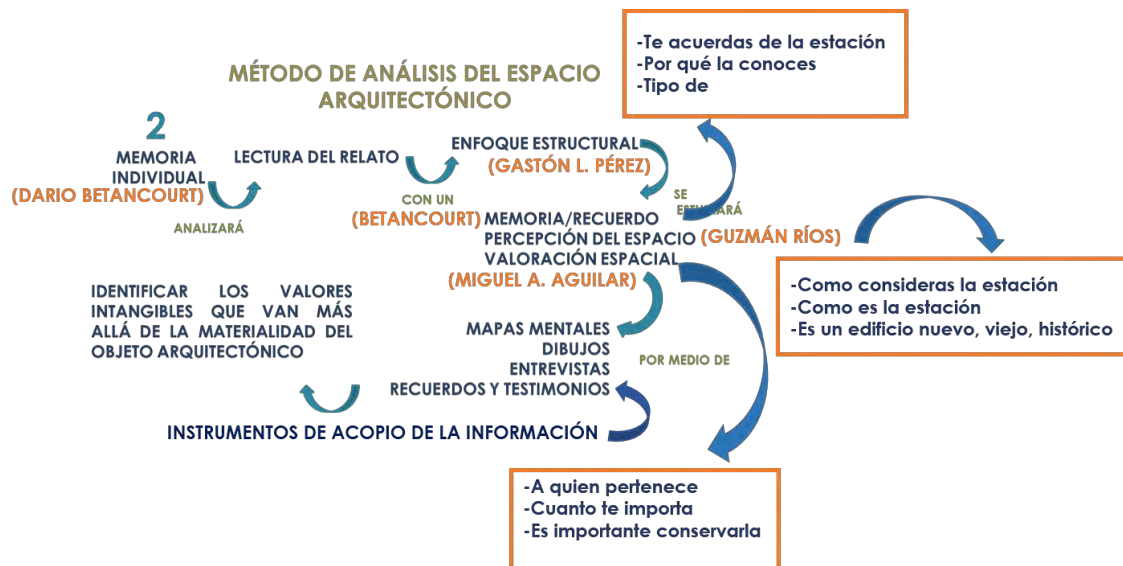 -Te acuerdas de la estación
-Por qué la conoces
-Tipo de
MÉTODO DE ANÁLISIS DEL ESPACIO
ARQUITECTÓNICO
2
MEMORIA
INDIVIDUAL
(DARIO BETANCOURT)
ANALIZARÁ
LECTURA DEL RELATO
CON UN
ENFOQUE ESTRUCTURAL
(GASTÓN L. PÉREZ)
SE
ESTUDIARÁ
(BETANCOURT) MEMORIA/RECUERDO
PERCEPCIÓN DEL ESPACIO (GUZMÁN RÍOS)
VALORACIÓN ESPACIAL
(MIGUEL A. AGUILAR)
-Como consideras la estación
-Como es la estación
-Es un edificio nuevo, viejo, histórico
-A quien pertenece
-Cuanto te importa
-Es importante conservarla
POR MEDIO DE
MAPAS MENTALES
DIBUJOS
ENTREVISTAS
RECUERDOS Y TESTIMONIOS
INSTRUMENTOS DE ACOPIO DE LA INFORMACIÓN
IDENTIFICAR LOS VALORES
INTANGIBLES QUE VAN MÁS
ALLÁ DE LA MATERIALIDAD DEL
OBJETO ARQUITECTÓNICO